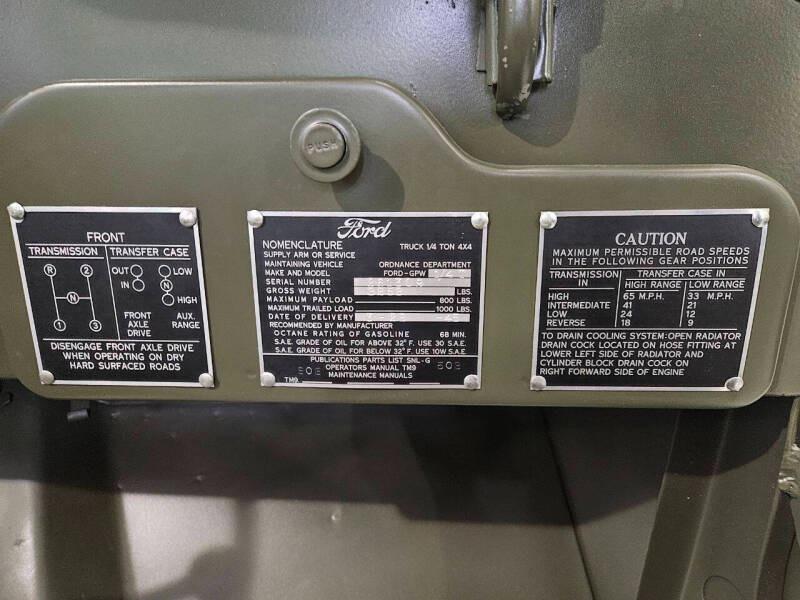 PUSH
FRONT
TRANSMISSION TRANSFER CASE
R 2 OUT LOW
N IN N
HIGH
1 3
FRONT AXLE DRIVE
AUX. RANGE
DISENGAGE FRONT AXLE DRIVE
WHEN OPERATING ON DRY
HARD SURFACED ROADS
Ford
NOMENCLATURE TRUCK 1/4 TON 4X4
SUPPLY ARM OR SERVICE
MAINTAINING VEHICLE ORDNANCE DEPARTMENT
MAKE AND MODEL FORD-GPW
SERIAL NUMBER
GROSS WEIGHT LBS.
MAXIMUM PAYLOAD 800 LBS.
MAXIMUM TRAILED LOAD 1000 LBS.
DATE OF DELIVERY
RECOMMENDED BY MANUFACTURER
OCTANE RATING OF GASOLINE 68 MIN.
S.A.E. GRADE OF OIL FOR ABOVE 32° F. USE 30 S.A.E.
S.A.E. GRADE OF OIL FOR BELOW 32° F. USE 10W S.A.E.
PUBLICATIONS PARTS LIST SNL-G
OPERATORS MANUAL TM9
TM9 MAINTENANCE MANUALS
CAUTION
MAXIMUM PERMISSIBLE ROAD SPEEDS
IN THE FOLLOWING GEAR POSITIONS
TRANSMISSION IN TRANSFER CASE IN
HIGH RANGE LOW RANGE
HIGH 65 M.P.H. 33 M.P.H.
INTERMEDIATE 41 21
LOW 24 12
REVERSE 18 9
TO DRAIN COOLING SYSTEM: OPEN RADIATOR
DRAIN COCK LOCATED ON HOSE FITTING AT
LOWER LEFT SIDE OF RADIATOR AND
CYLINDER BLOCK DRAIN COCK ON
RIGHT FORWARD SIDE OF ENGINE